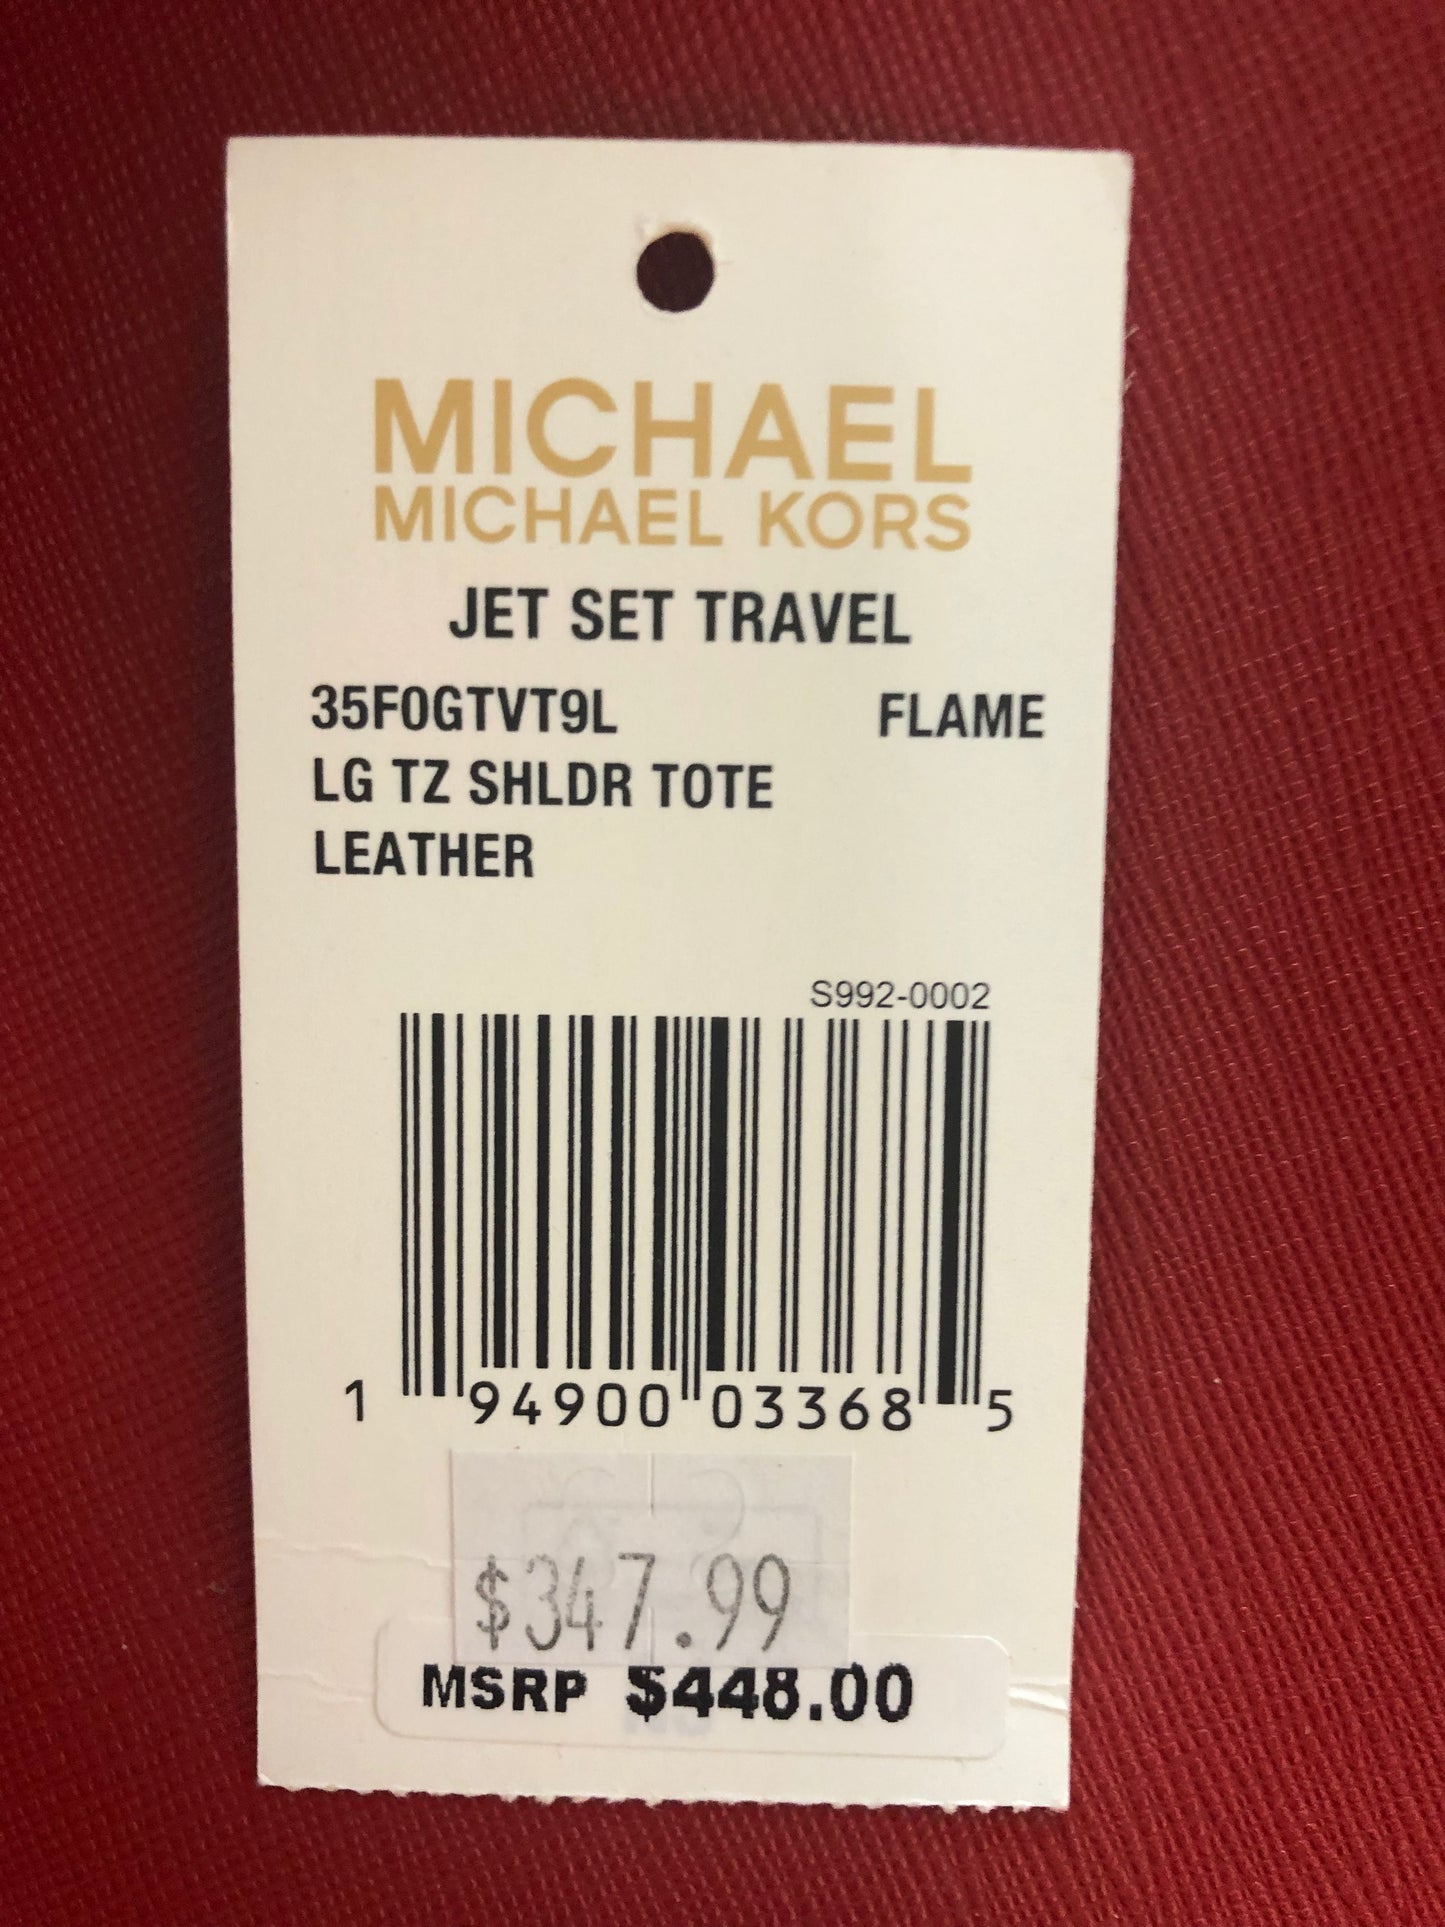 MICHAEL
MICHAEL KORS
JET SET TRAVEL
35F0GTVT9L FLAME
LG TZ SHLDR TOTE
LEATHER
S992-0002
1 94900 03368 5
$347.99
MSRP $448.00